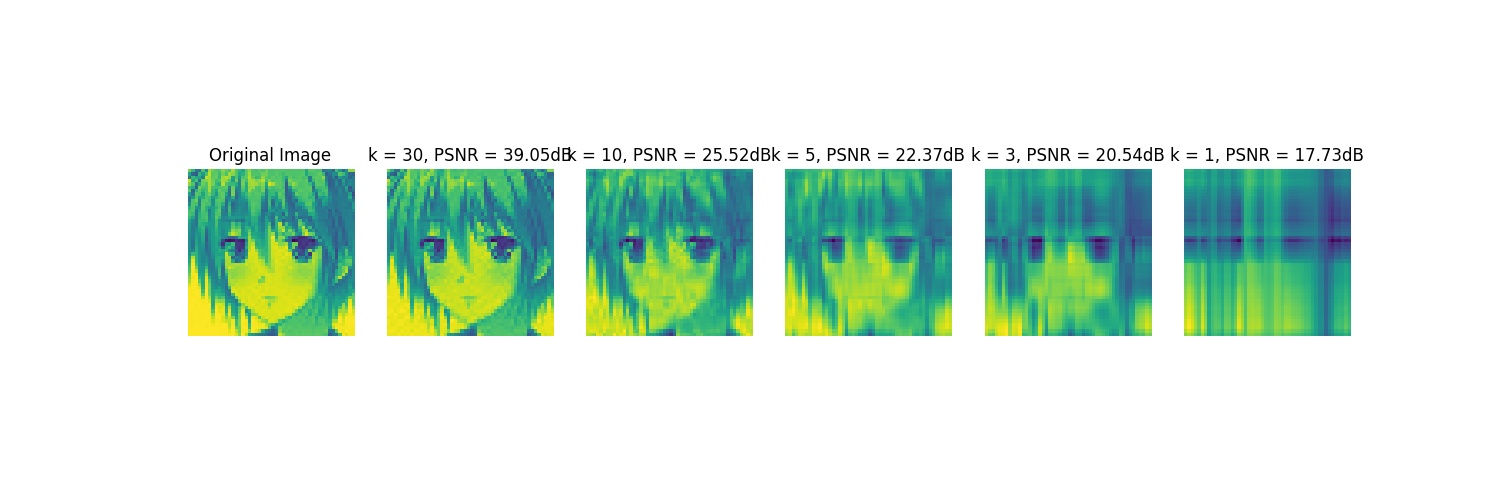 Original Image
k = 30, PSNR = 39.05dB
k = 10, PSNR = 25.52dB
k = 5, PSNR = 22.37dB
k = 3, PSNR = 20.54dB
k = 1, PSNR = 17.73dB